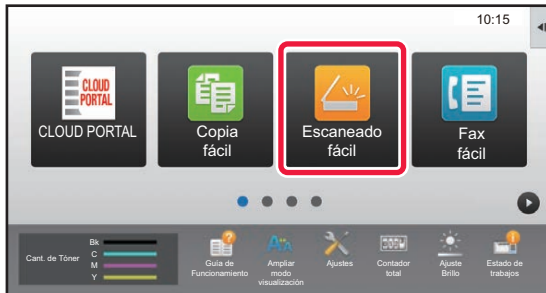 10:15
CLOUD
PORTAL
CLOUD PORTAL
Copia
fácil
Escaneado
fácil
Fax
fácil
Cant. de Tóner
Bk
C
M
Y
Guía de
Funcionamiento
Ampliar
modo
visualización
Ajustes
Contador
total
Ajuste
Brillo
Estado de
trabajos